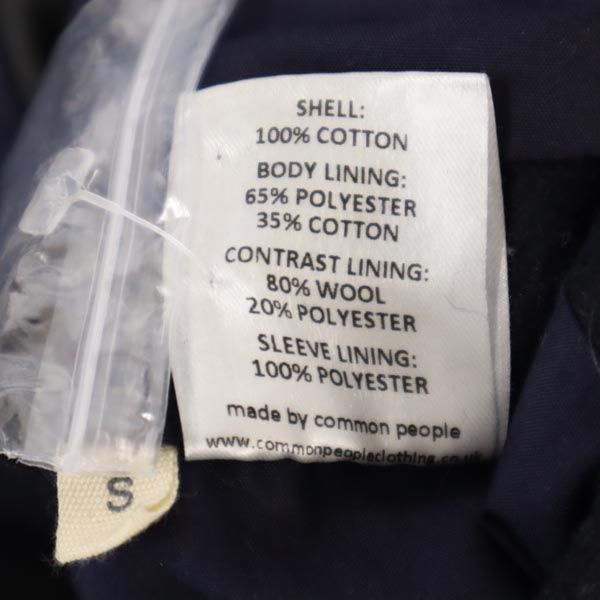 SHELL:
100% COTTON
BODY LINING:
65% POLYESTER
35% COTTON
CONTRAST LINING:
80% WOOL
20% POLYESTER
SLEEVE LINING:
100% POLYESTER
made by common people
www.commonpeopleclothing.co.uk
S